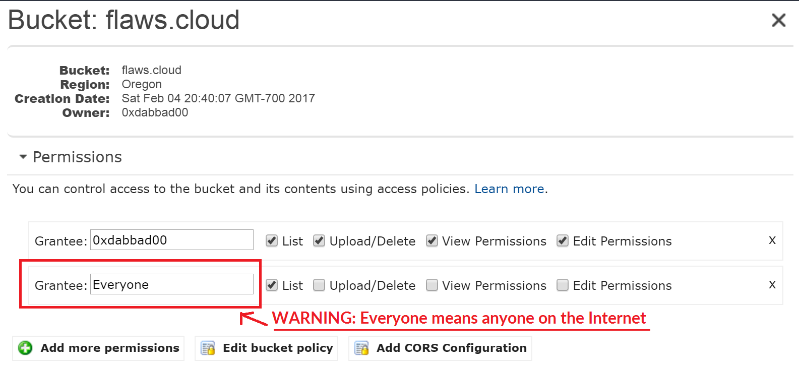 Bucket: flaws.cloud
Bucket: flaws.cloud
Region: Oregon
Creation Date: Sat Feb 04 20:40:07 GMT-700 2017
Owner: 0xdabbad00
Permissions
You can control access to the bucket and its contents using access policies. Learn more.
Grantee: 0xdabbad00 List Upload/Delete View Permissions Edit Permissions x
Grantee: Everyone List Upload/Delete View Permissions Edit Permissions x
WARNING: Everyone means anyone on the Internet
Add more permissions Edit bucket policy Add CORS Configuration